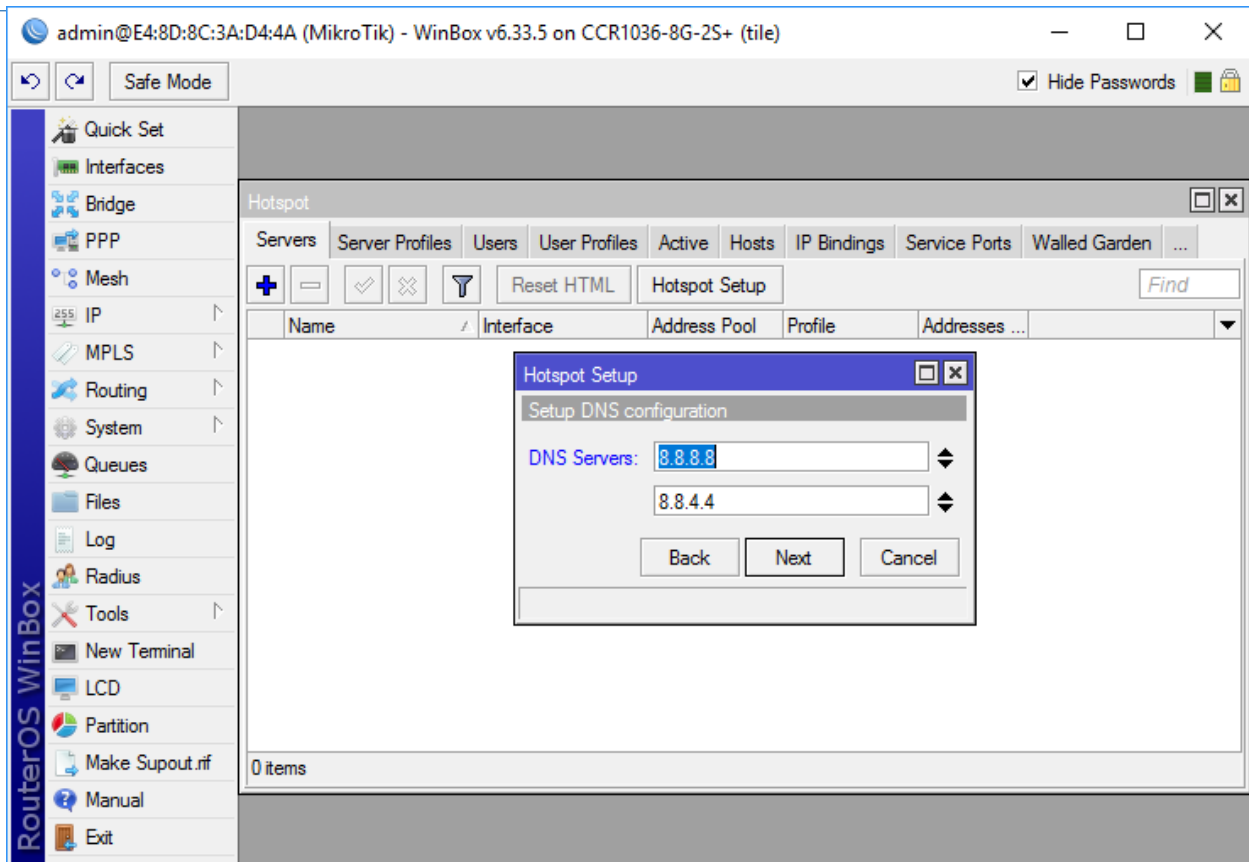 admin@E4:8D:8C:3A:D4:4A (MikroTik) - WinBox v6.33.5 on CCR1036-8G-2S+ (tile)
Safe Mode
Hide Passwords
RouterOS WinBox
Quick Set
Interfaces
Bridge
PPP
Mesh
255 IP
MPLS
Routing
System
Queues
Files
Log
Radius
Tools
New Terminal
LCD
Partition
Make Supout.rif
Manual
Exit
Hotspot
Servers Server Profiles Users User Profiles Active Hosts IP Bindings Service Ports Walled Garden ...
Reset HTML Hotspot Setup Find
Name Interface Address Pool Profile Addresses ...
Hotspot Setup
Setup DNS configuration
DNS Servers: 8.8.8.8
8.8.4.4
Back Next Cancel
0 items